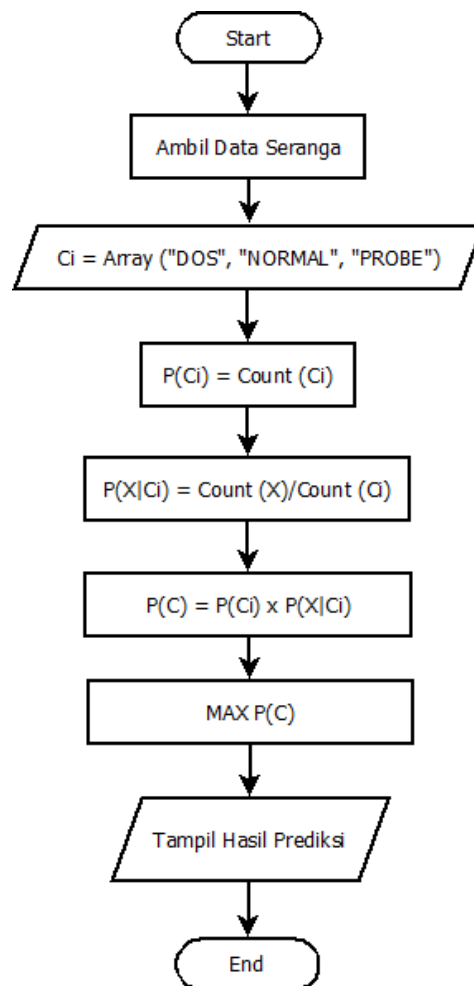 Start
Ambil Data Seranga
Ci = Array ("DOS", "NORMAL", "PROBE")
P(Ci) = Count (Ci)
P(X|Ci) = Count (X)/Count (Ci)
P(C) = P(Ci) x P(X|Ci)
MAX P(C)
Tampil Hasil Prediksi
End